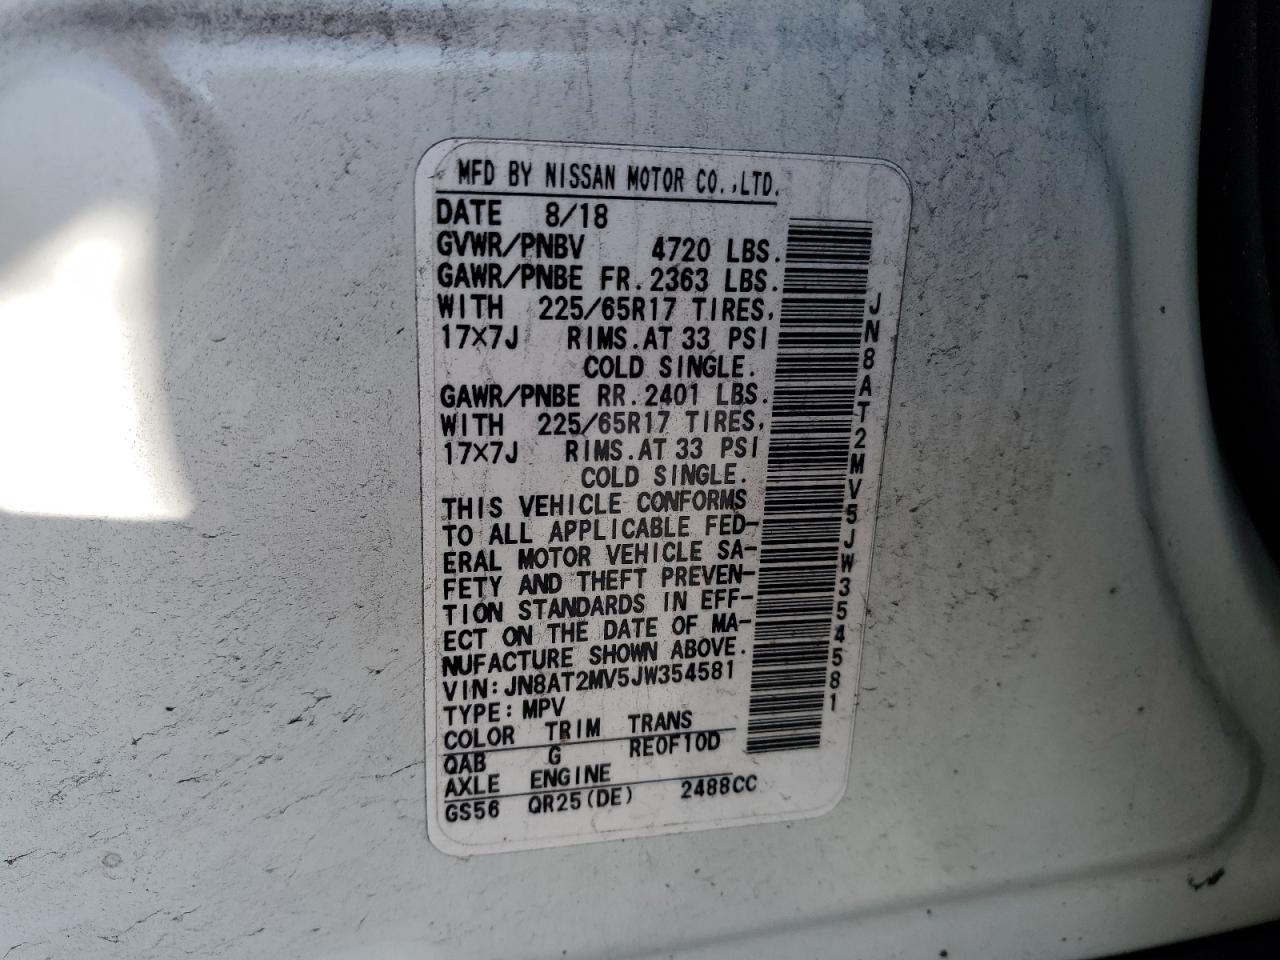 MFD BY NISSAN MOTOR CO.,LTD.
DATE 8/18
GVWR/PNBV 4720 LBS.
GAWR/PNBE FR.2363 LBS.
WITH 225/65R17 TIRES,
17X7J RIMS.AT 33 PSI
COLD SINGLE.
GAWR/PNBE RR.2401 LBS.
WITH 225/65R17 TIRES,
17X7J RIMS.AT 33 PSI
COLD SINGLE.
THIS VEHICLE CONFORMS
TO ALL APPLICABLE FED-
ERAL MOTOR VEHICLE SA-
FETY AND THEFT PREVEN-
TION STANDARDS IN EFF-
ECT ON THE DATE OF MA-
NUFACTURE SHOWN ABOVE.
VIN:JN8AT2MV5JW354581
TYPE:MPV
COLOR TRIM TRANS
QAB G RE0F10D
AXLE ENGINE
GS56 QR25(DE) 2488CC
JN8AT2MV5JW354581